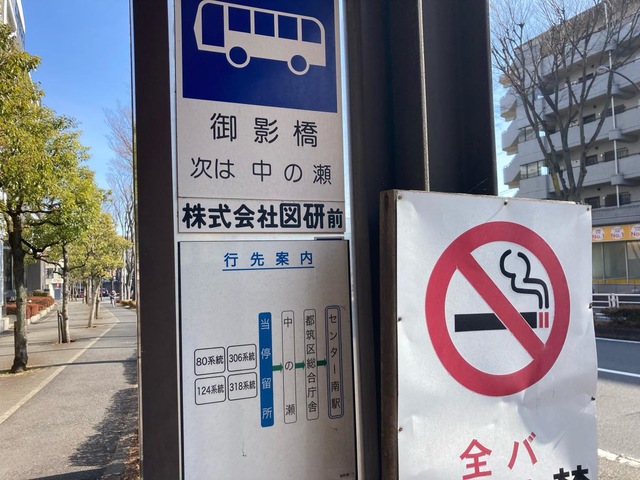 御影橋
次は 中の瀬
株式会社図研前
行先案内
80系統
306系統
124系統
318系統
当停留所
中の瀬
都筑区総合庁舎
センター南駅
バ
全
禁